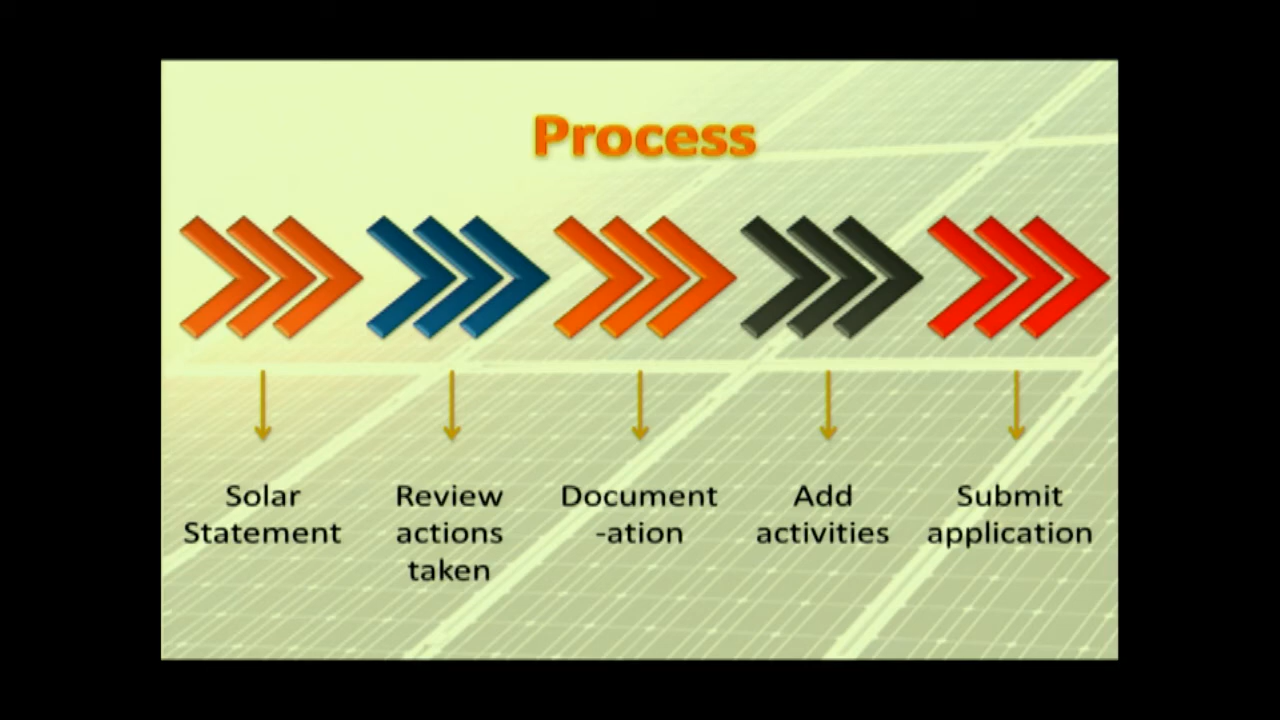 Process
Solar
Statement
Review
actions
taken
Document
-ation
Add
activities
Submit
application